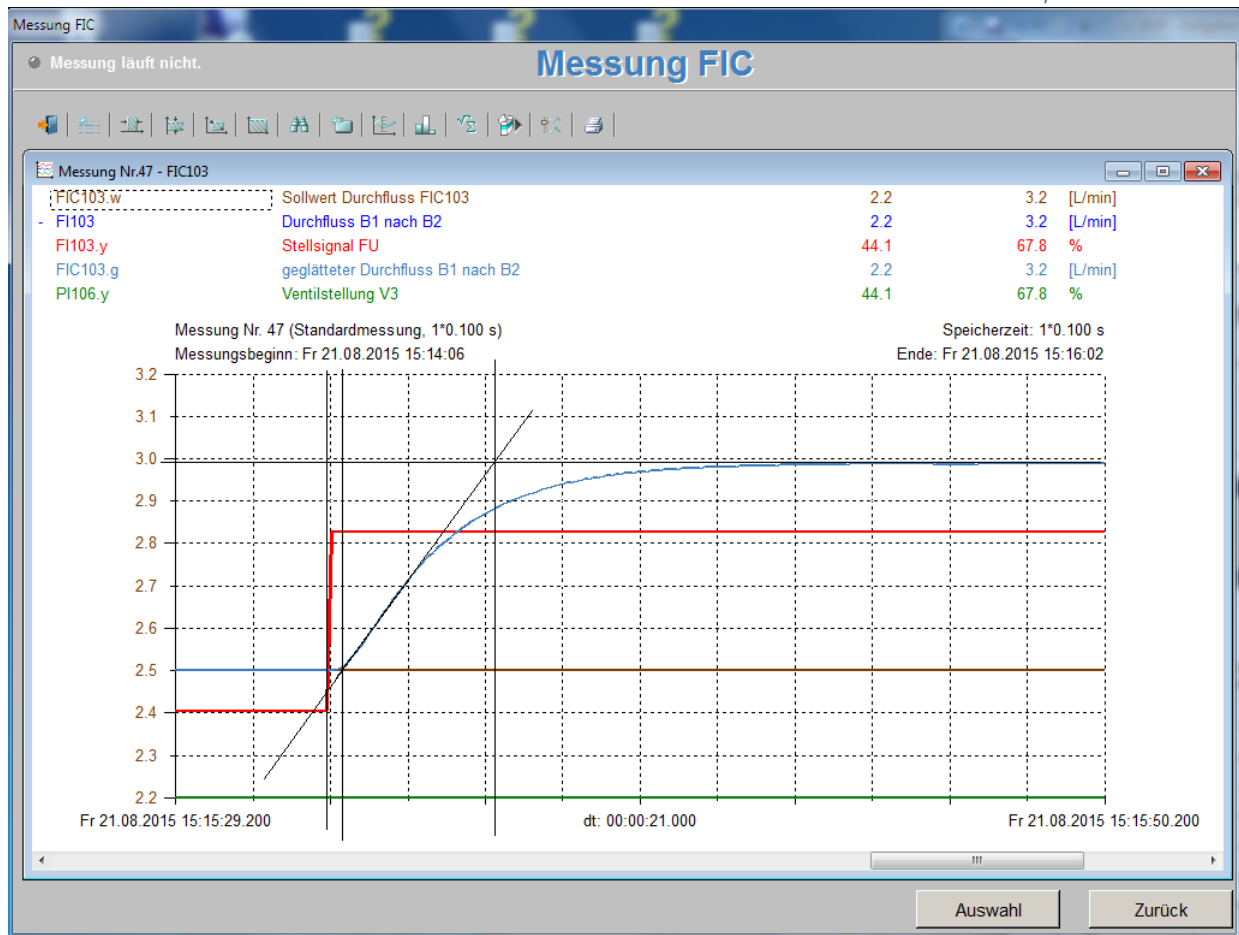 Messung FIC
Messung läuft nicht.
Messung FIC
Messung Nr.47 - FIC103
FIC103.w Sollwert Durchfluss FIC103 2.2 3.2 [L/min]
- FI103 Durchfluss B1 nach B2 2.2 3.2 [L/min]
FI103.y Stellsignal FU 44.1 67.8 %
FIC103.g geglätteter Durchfluss B1 nach B2 2.2 3.2 [L/min]
PI106.y Ventilstellung V3 44.1 67.8 %
Messung Nr. 47 (Standardmessung, 1*0.100 s) Speicherzeit: 1*0.100 s
Messungsbeginn: Fr 21.08.2015 15:14:06 Ende: Fr 21.08.2015 15:16:02
3.2
3.1
3.0
2.9
2.8
2.7
2.6
2.5
2.4
2.3
2.2
Fr 21.08.2015 15:15:29.200 dt: 00:00:21.000 Fr 21.08.2015 15:15:50.200
Auswahl Zurück